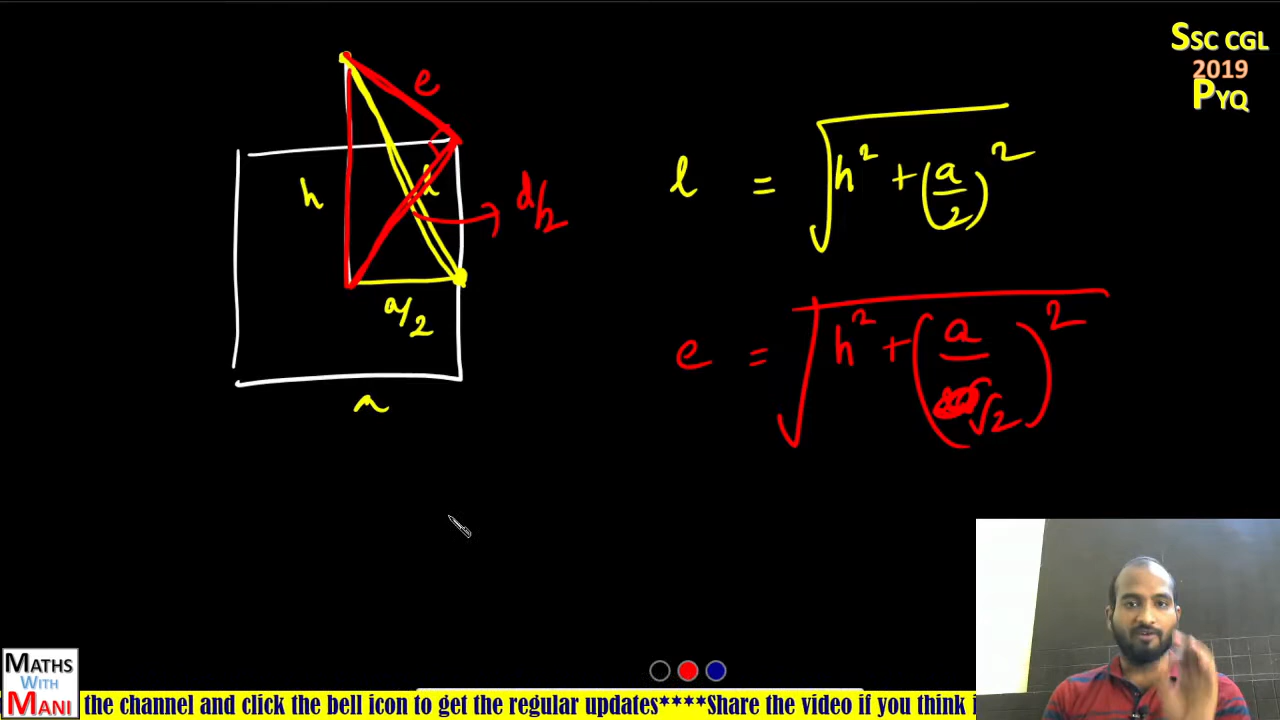 SSC CGL
2019
PYQ
e
h
l
d/2
a/2
a
l = √(h² + (a/2)²)
e = √(h² + (a/√2)²)
MATHS
WITH
MANI
the channel and click the bell icon to get the regular updates****Share the video if you think i